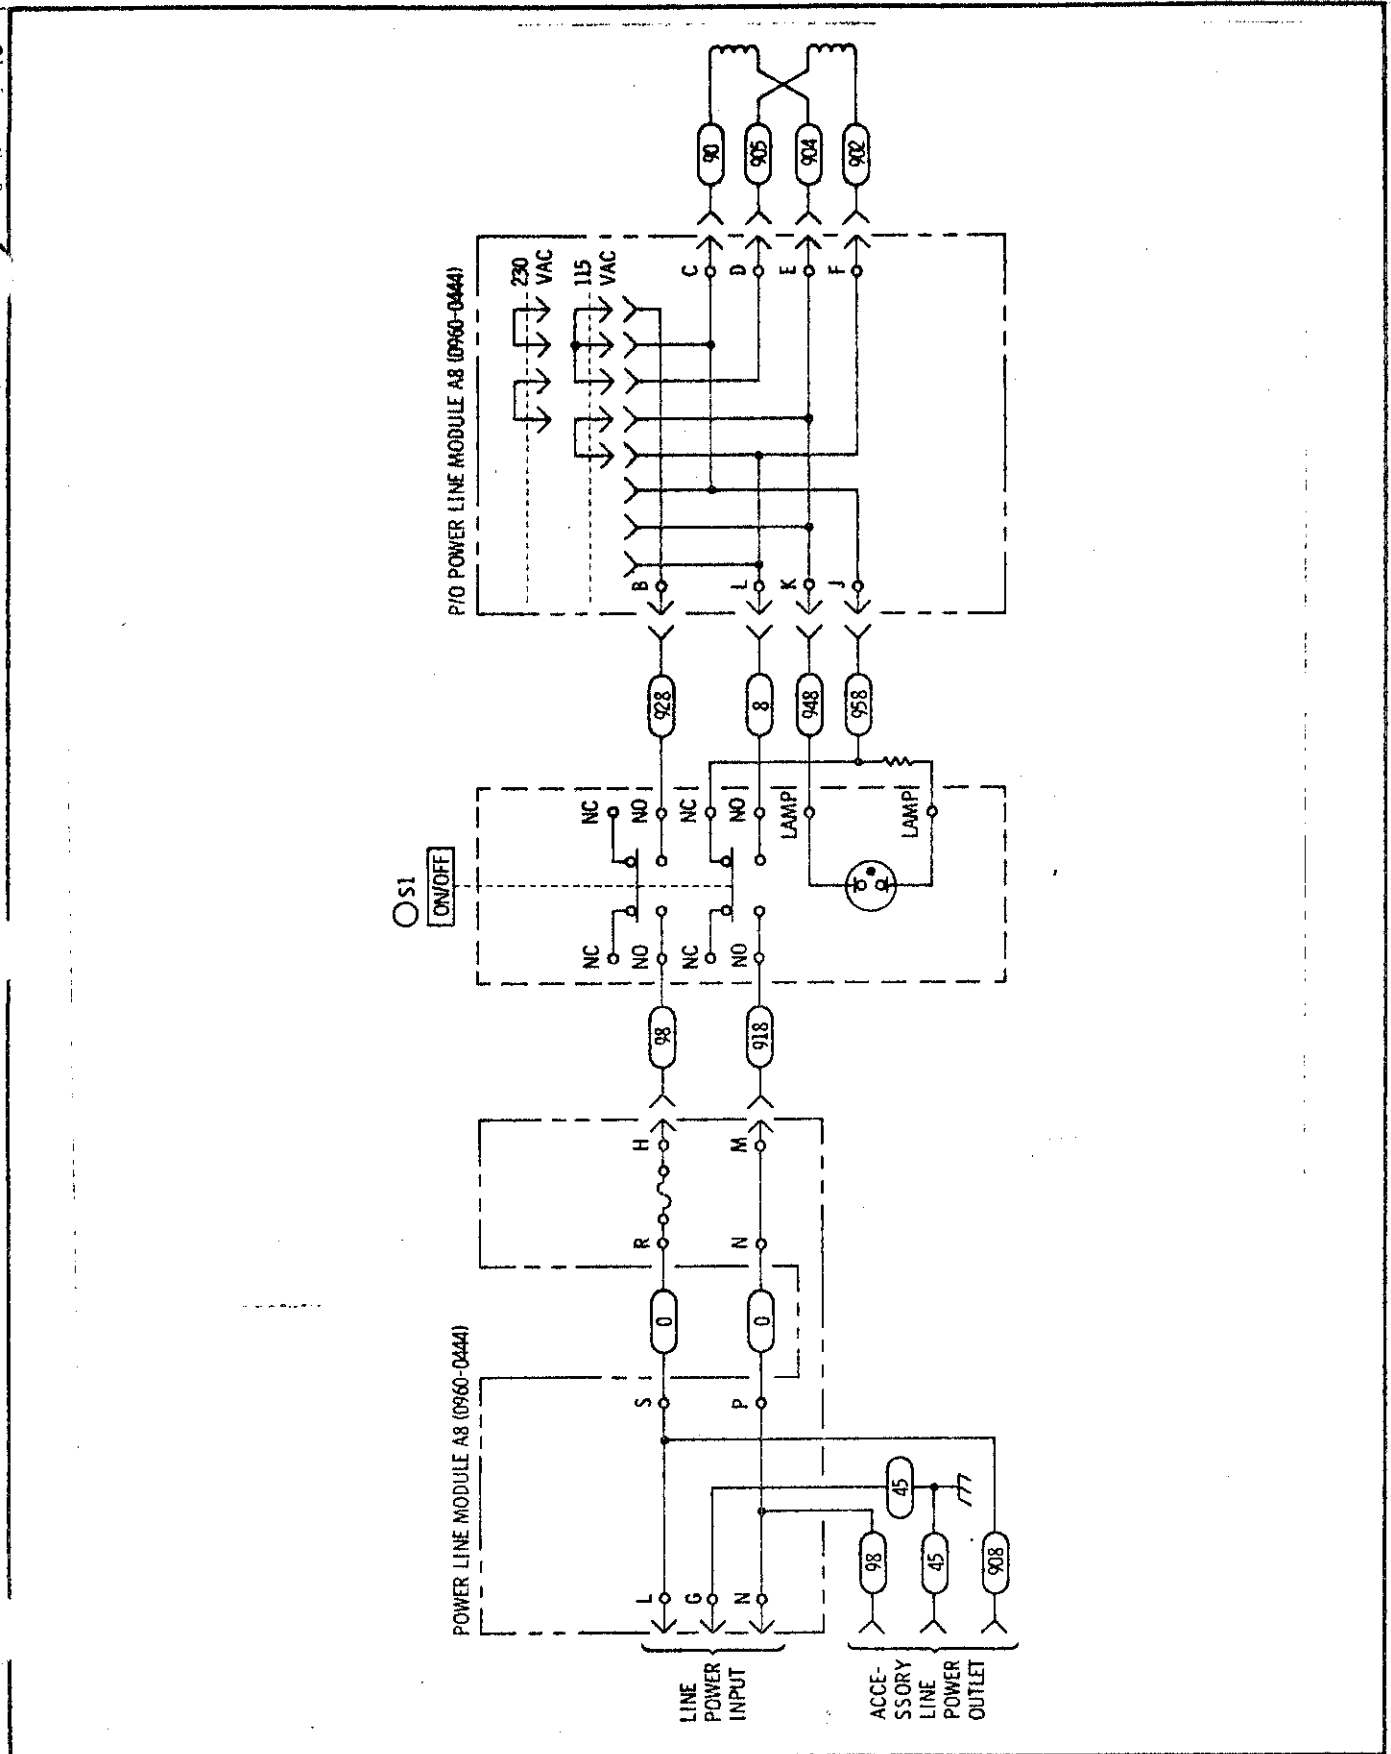 POWER LINE MODULE A8 (0960-0444)
P/O POWER LINE MODULE A8 (0960-0444)
S1
ON/OFF
230
VAC
115
VAC
L
S
0
R
H
98
NC
NC
NO
NO
928
B
G
N
P
0
N
M
918
NC
NC
NO
NO
8
L
C
90
D
905
LAMP
948
K
E
904
LAMP
958
J
F
902
LINE
POWER
INPUT
45
98
45
908
ACCE-
SSORY
LINE
POWER
OUTLET